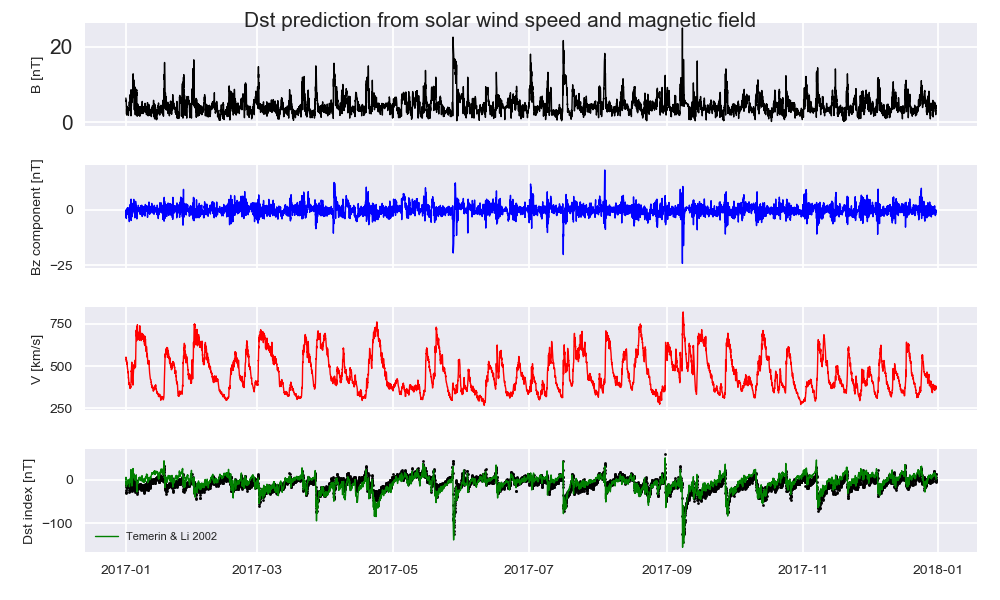 Dst prediction from solar wind speed and magnetic field
B [nT]
20
0
Bz component [nT]
0
−25
V [km/s]
750
500
250
Dst index [nT]
0
−100
Temerin & Li 2002
2017-01
2017-03
2017-05
2017-07
2017-09
2017-11
2018-01